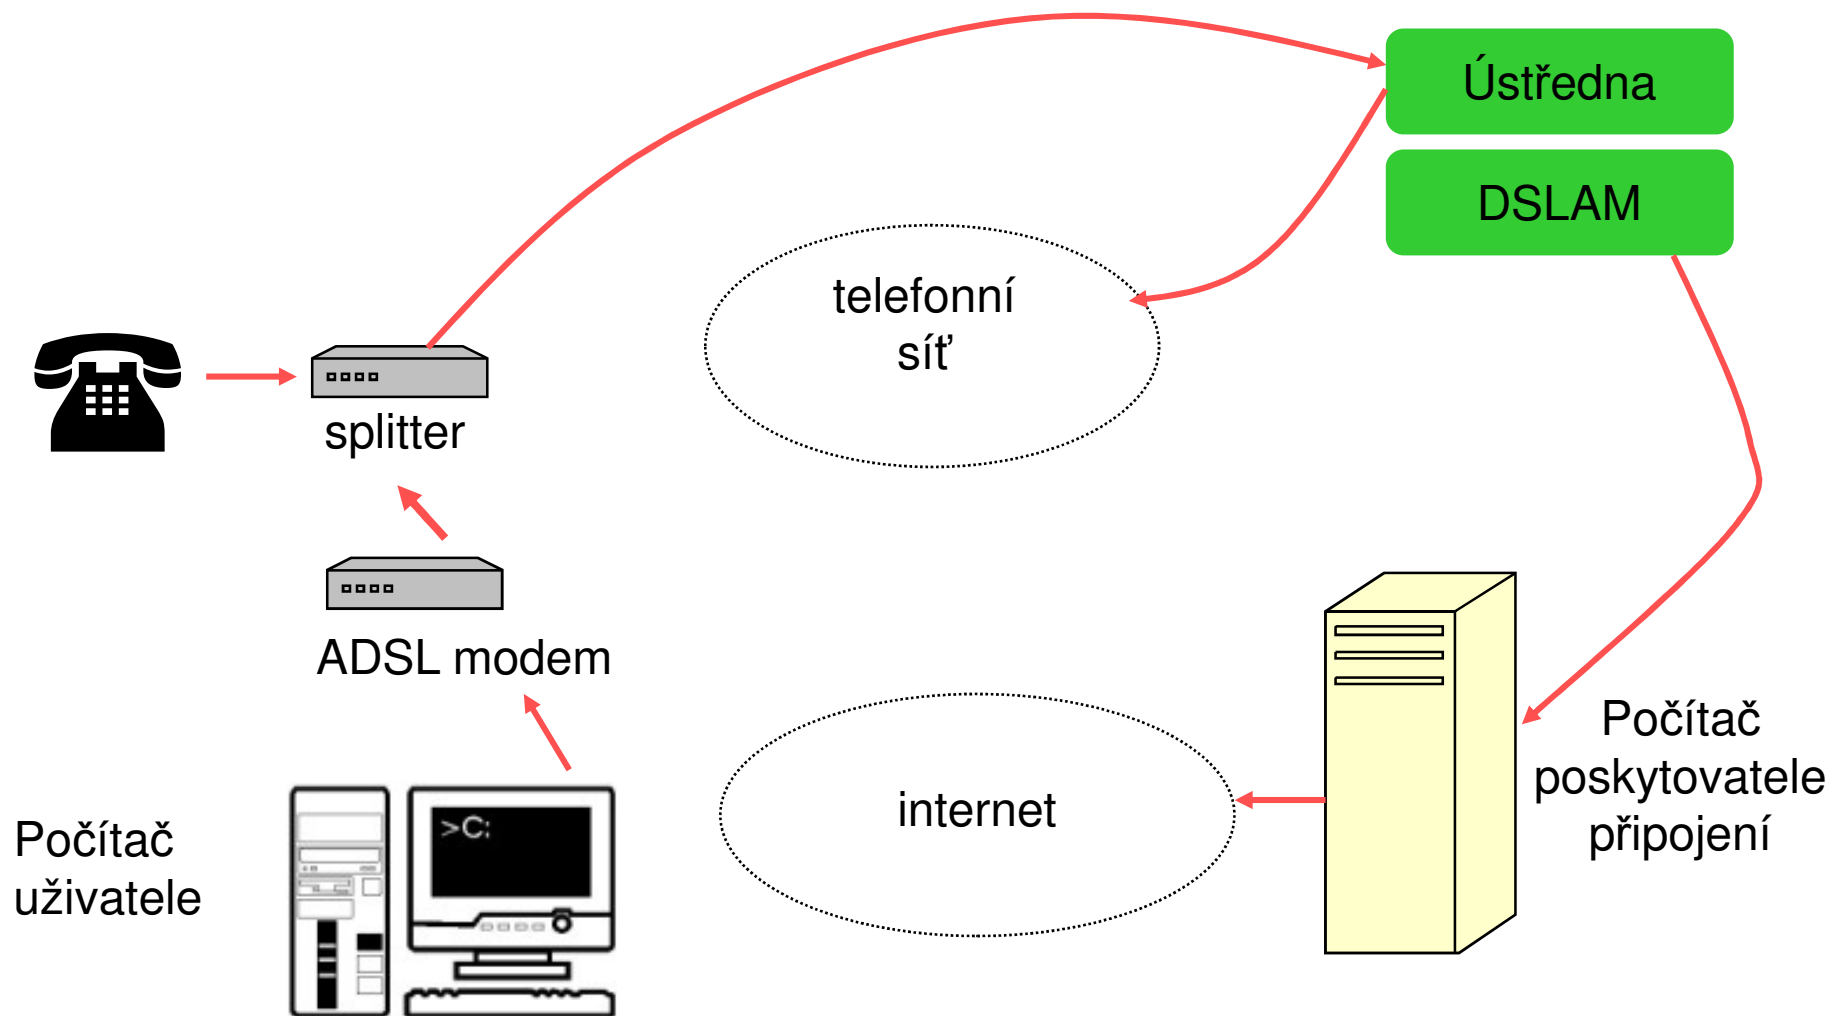 Ústředna
DSLAM
telefonní
síť
splitter
ADSL modem
Počítač
uživatele
>C:
internet
Počítač
poskytovatele
připojení